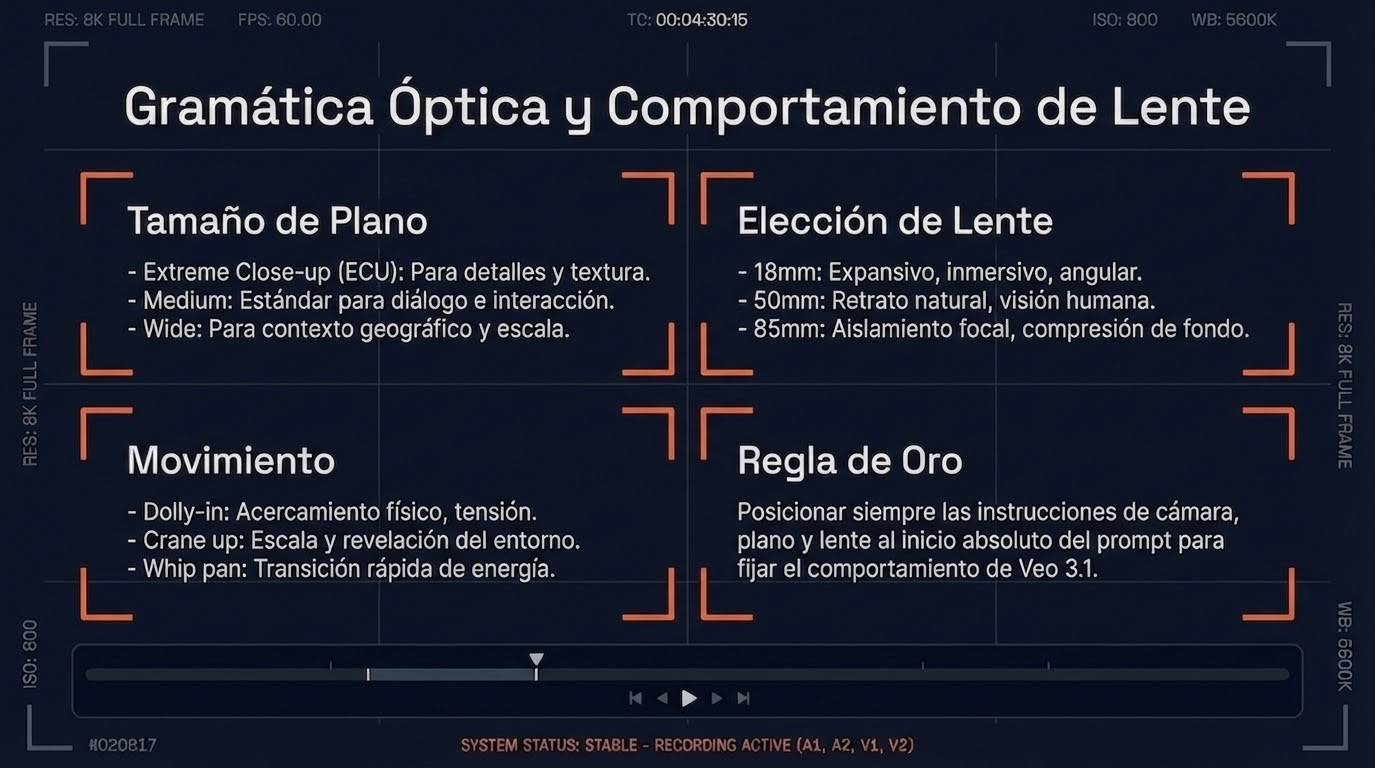 RES: 8K FULL FRAME
FPS: 60.00
TC: 00:04:30:15
ISO: 800
WB: 5600K
Gramática Óptica y Comportamiento de Lente
Tamaño de Plano
- Extreme Close-up (ECU): Para detalles y textura.
- Medium: Estándar para diálogo e interacción.
- Wide: Para contexto geográfico y escala.
Elección de Lente
- 18mm: Expansivo, inmersivo, angular.
- 50mm: Retrato natural, visión humana.
- 85mm: Aislamiento focal, compresión de fondo.
Movimiento
- Dolly-in: Acercamiento físico, tensión.
- Crane up: Escala y revelación del entorno.
- Whip pan: Transición rápida de energía.
Regla de Oro
Posicionar siempre las instrucciones de cámara,
plano y lente al inicio absoluto del prompt para
fijar el comportamiento de Veo 3.1.
RES: 8K FULL FRAME
ISO: 800
RES: 8K FULL FRAME
WB: 5600K
#020817
SYSTEM STATUS: STABLE - RECORDING ACTIVE (A1, A2, V1, V2)